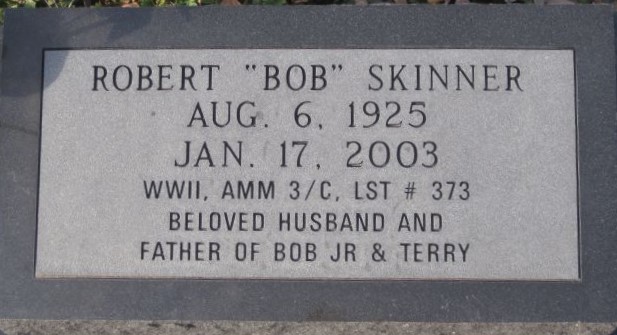 ROBERT "BOB" SKINNER
AUG. 6, 1925
JAN. 17, 2003
WWII, AMM 3/C, LST # 373
BELOVED HUSBAND AND
FATHER OF BOB JR & TERRY